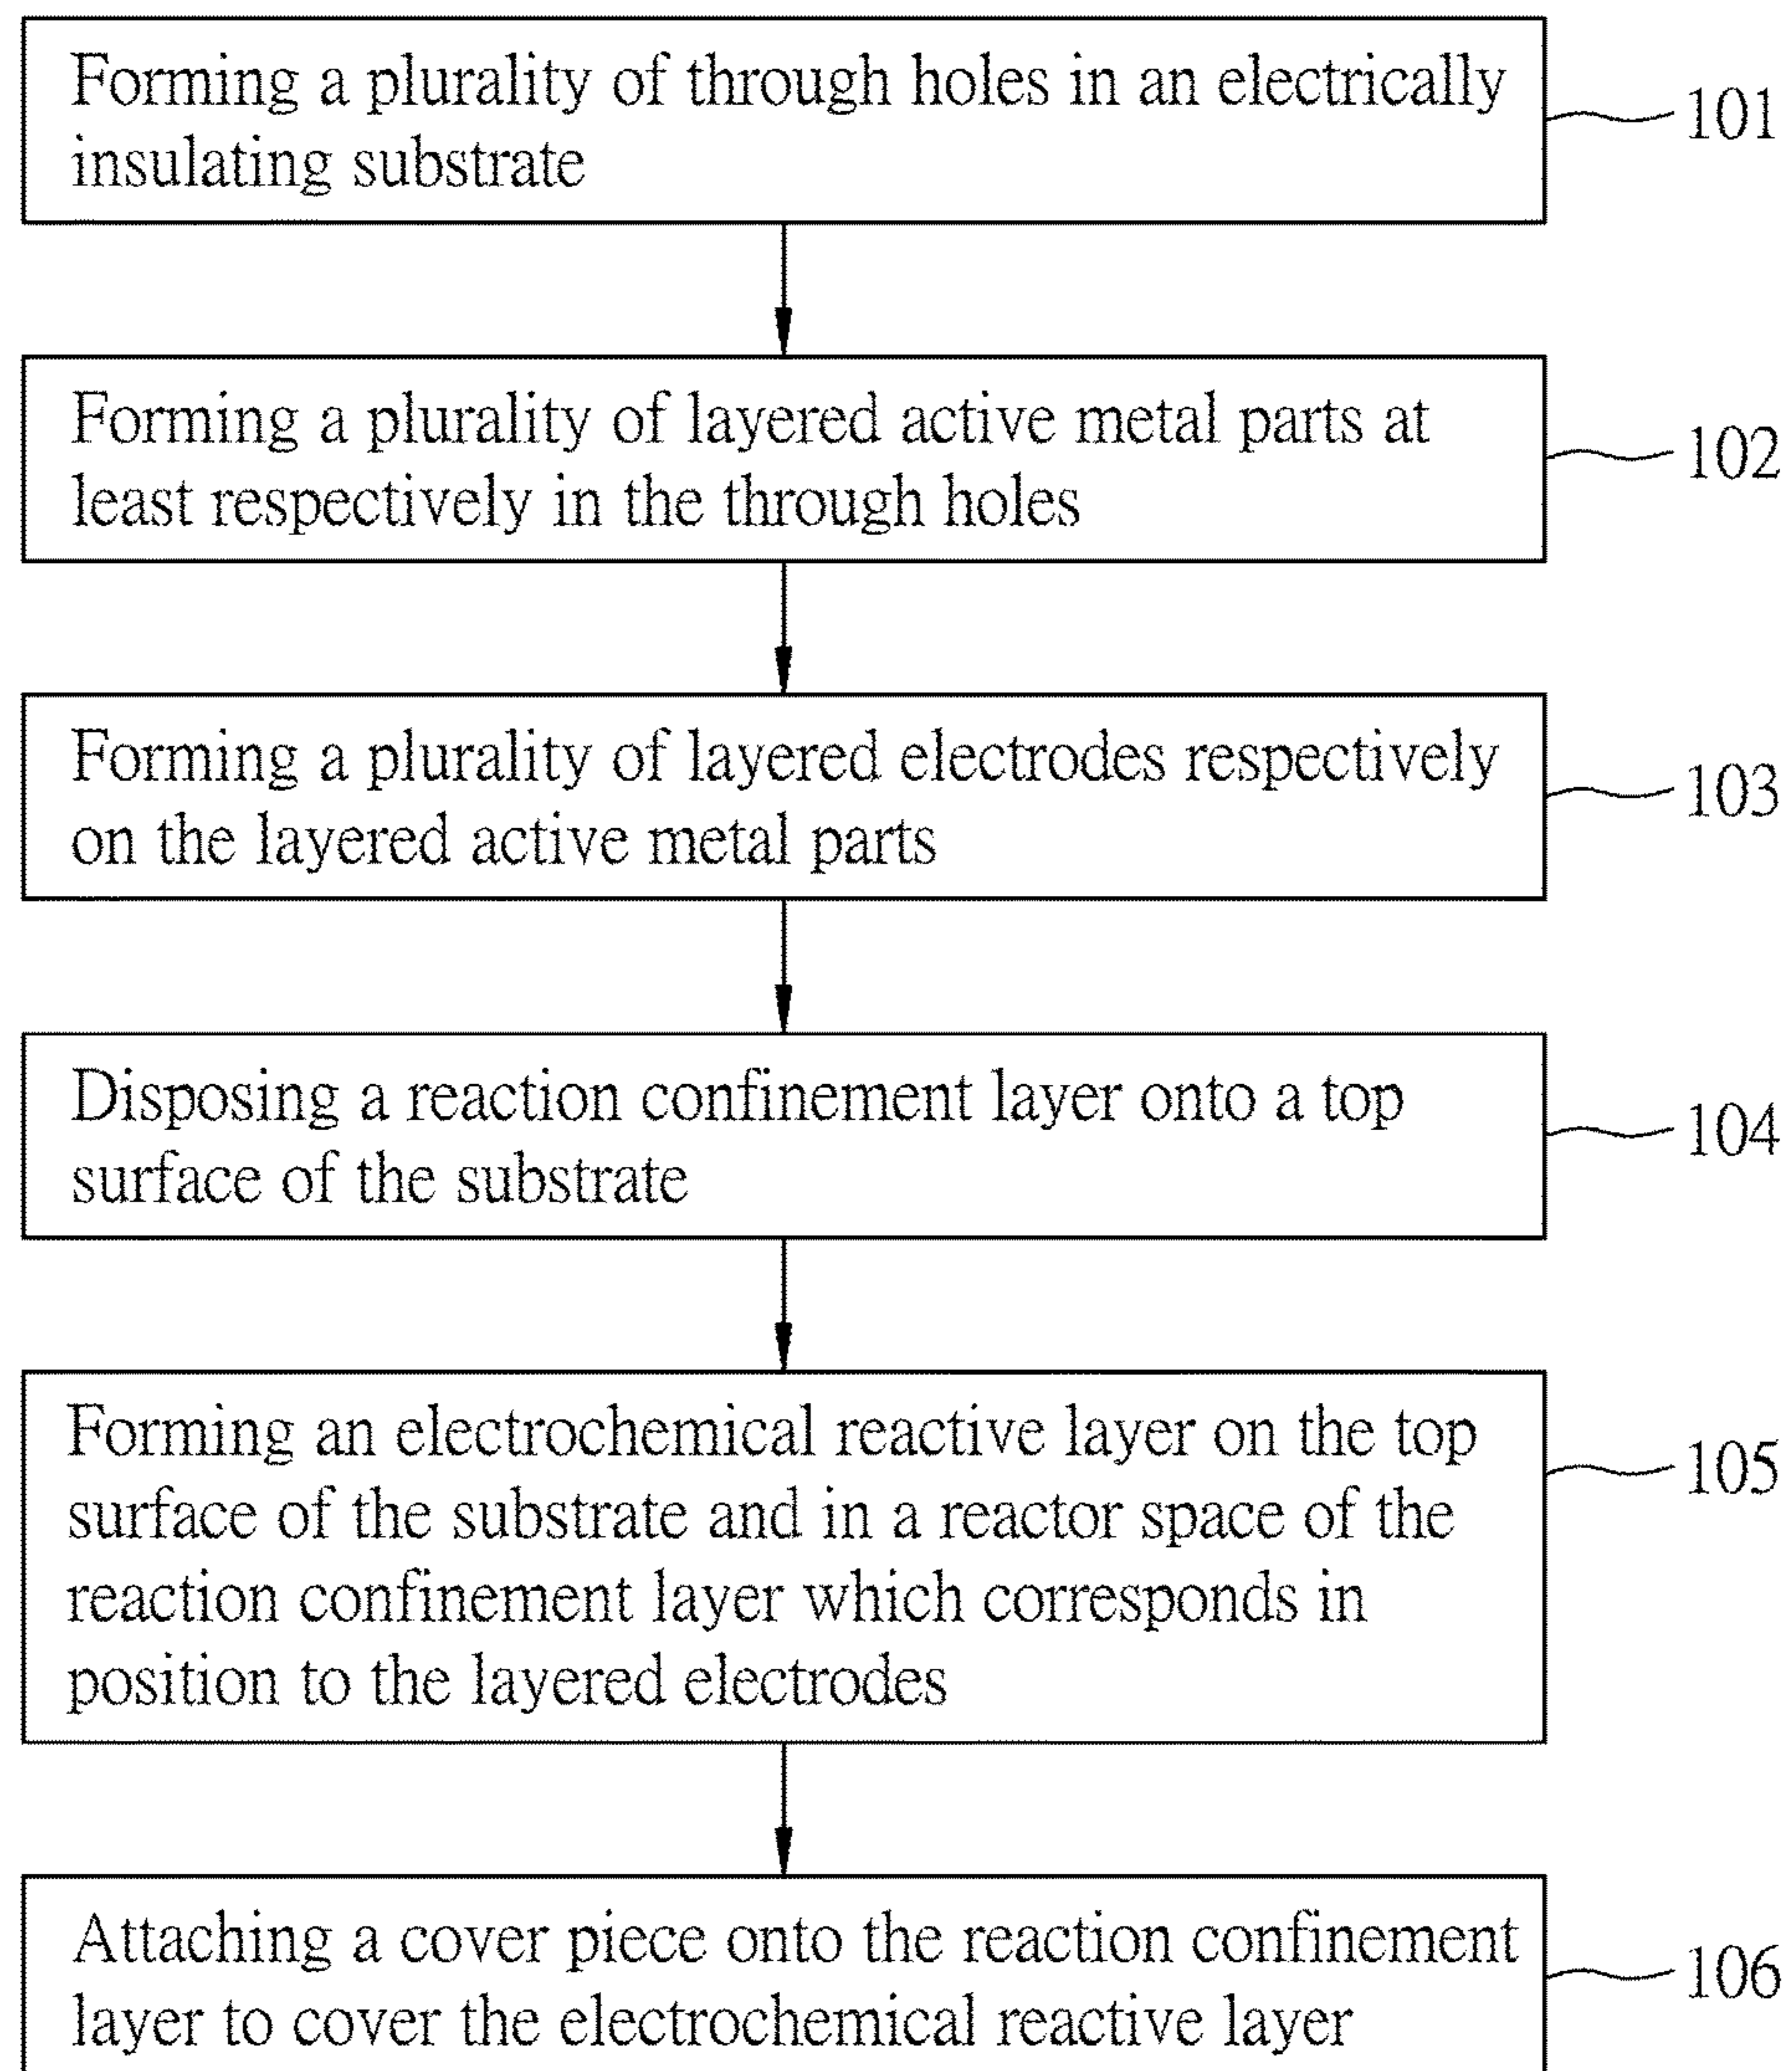 Forming a plurality of through holes in an electrically
insulating substrate
101
Forming a plurality of layered active metal parts at
least respectively in the through holes
102
Forming a plurality of layered electrodes respectively
on the layered active metal parts
103
Disposing a reaction confinement layer onto a top
surface of the substrate
104
Forming an electrochemical reactive layer on the top
surface of the substrate and in a reactor space of the
reaction confinement layer which corresponds in
position to the layered electrodes
105
Attaching a cover piece onto the reaction confinement
layer to cover the electrochemical reactive layer
106